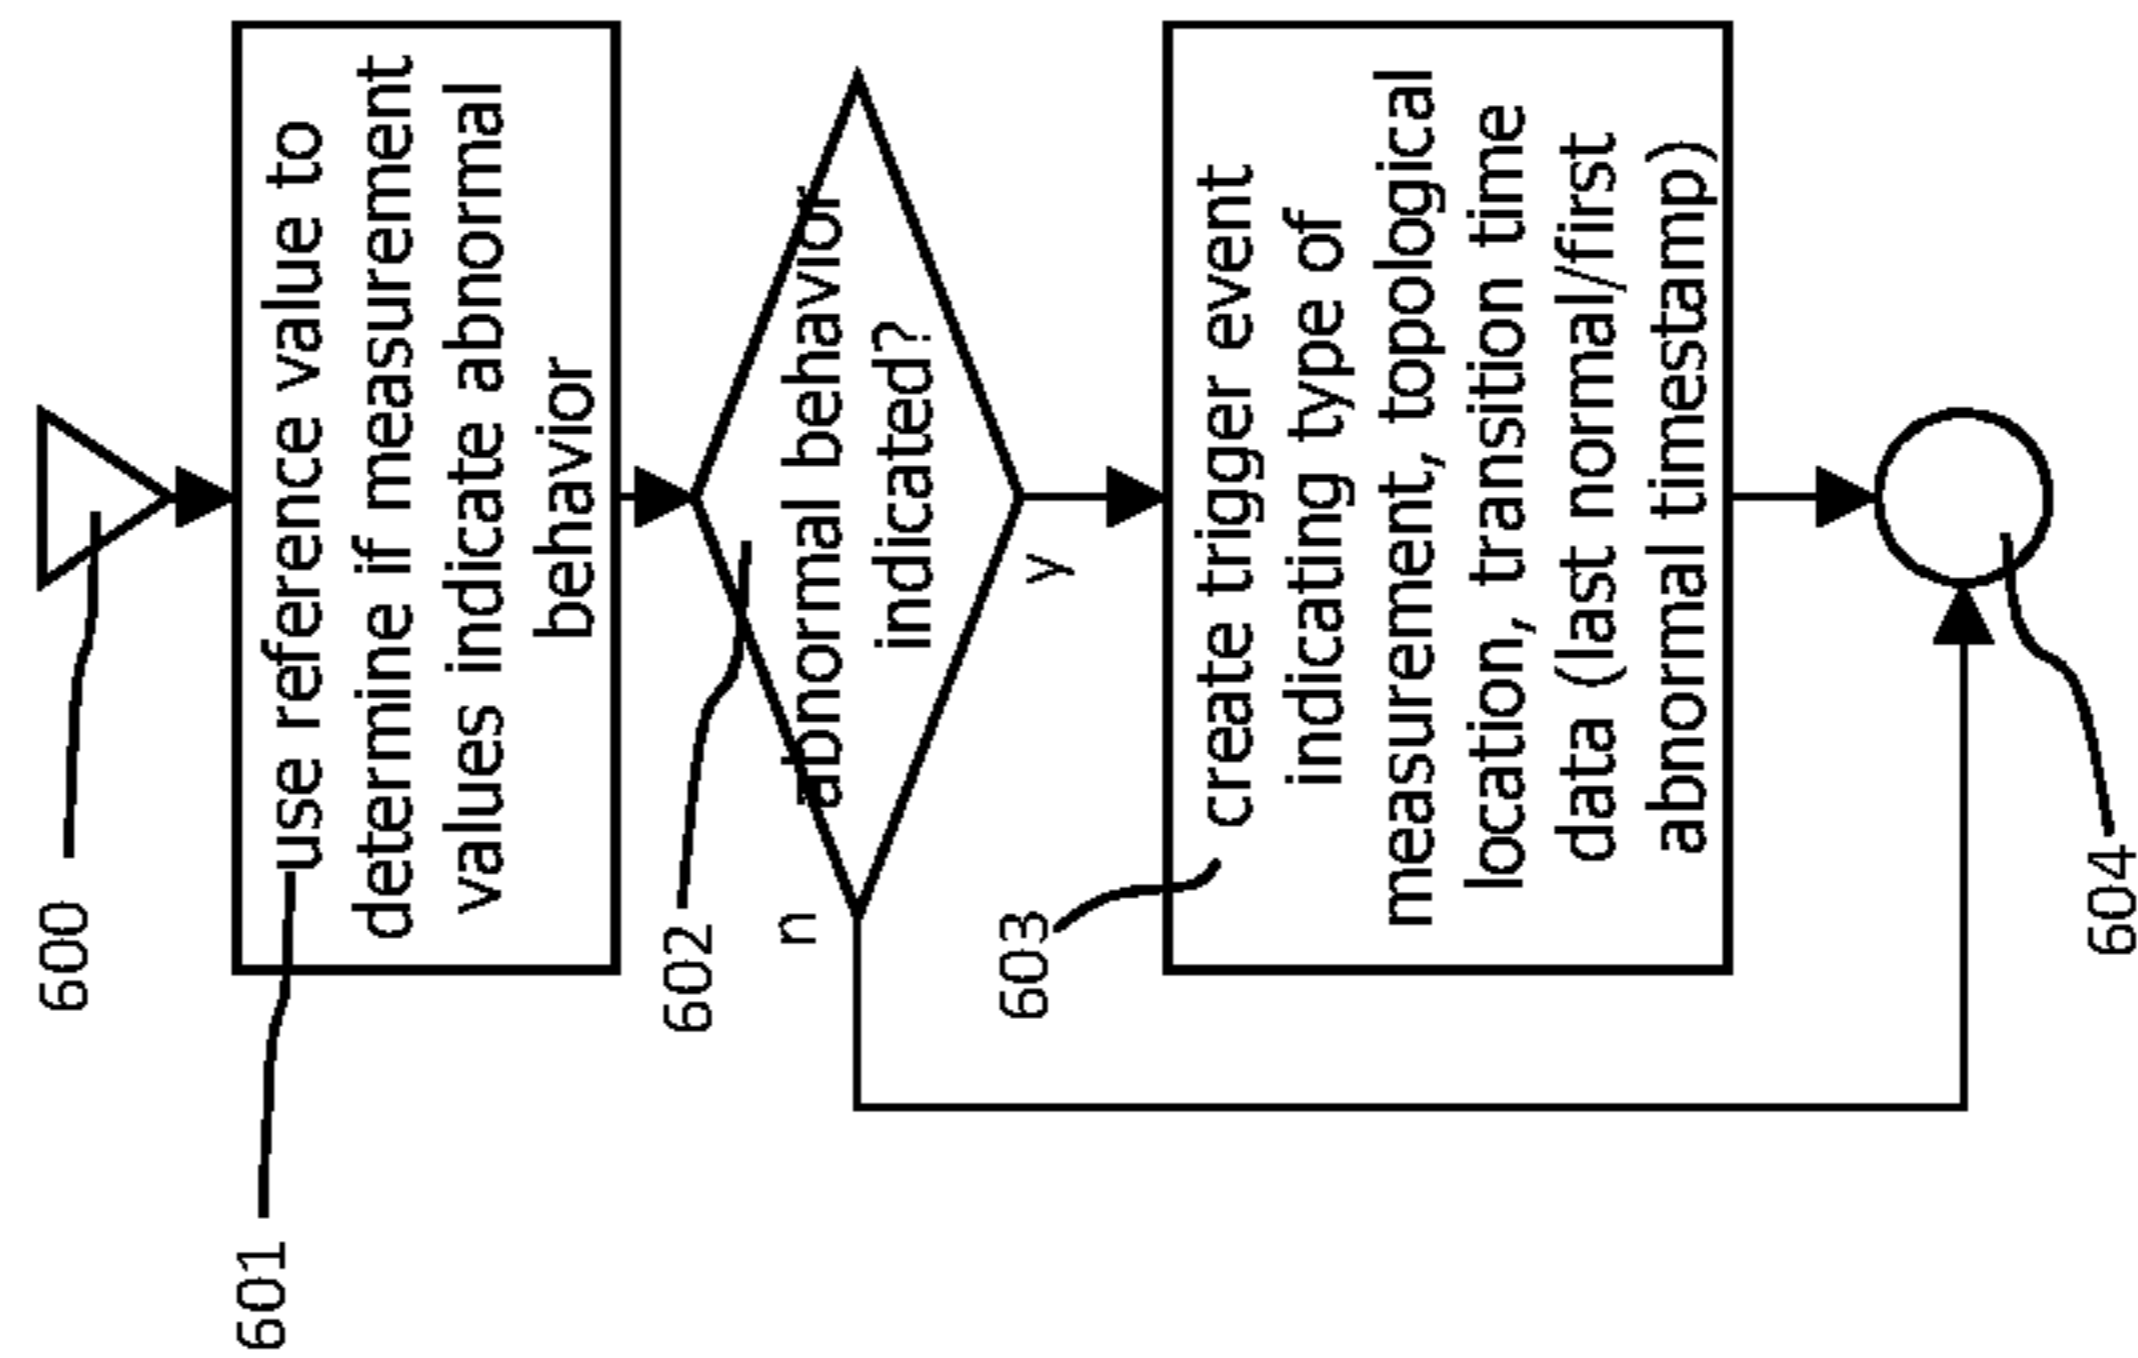 600
601
use reference value to
determine if measurement
values indicate abnormal
behavior
602
abnormal behavior
indicated?
n
y
603
create trigger event
indicating type of
measurement, topological
location, transition time
data (last normal/first
abnormal timestamp)
604